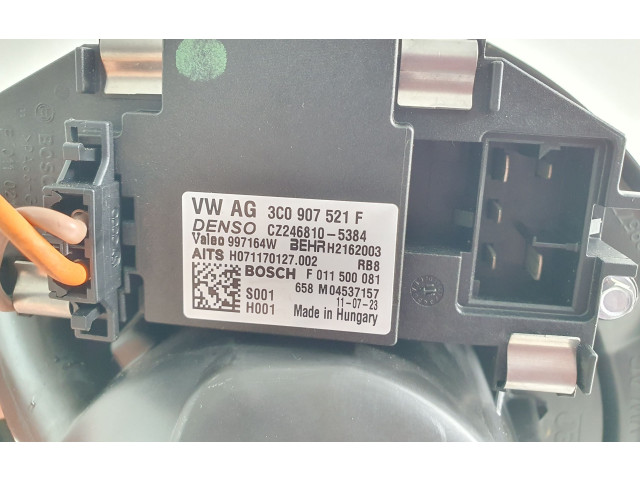 VW AG 3C0 907 521 F
DENSO CZ246810-5384
Valeo 997164W BEHR H2162003
AITS H071170127.002 RB8
BOSCH F 011 500 081
658 M 04537157
S001 11-07-23
H001 Made in Hungary